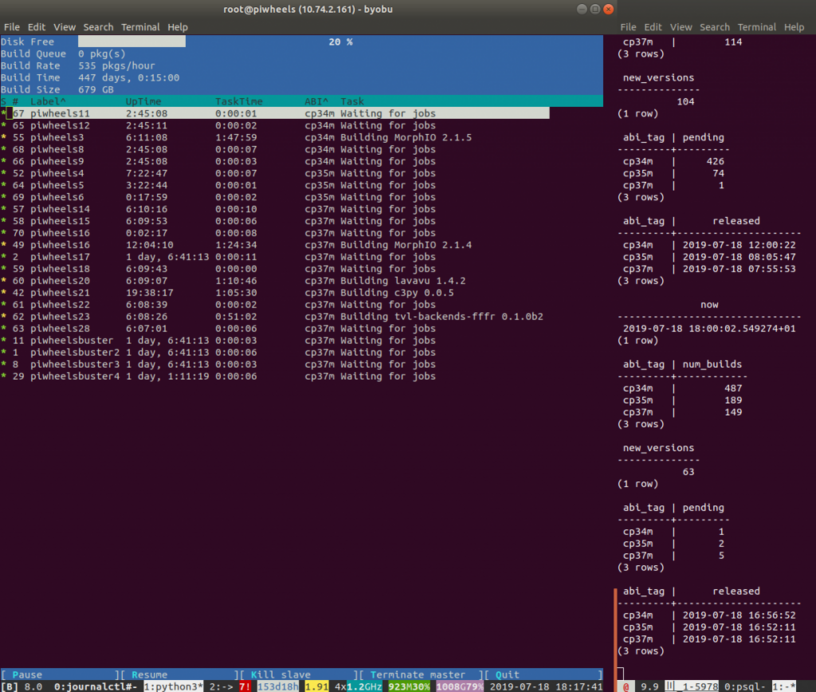 root@piwheels (10.74.2.161) - byobu
File Edit View Search Terminal Help
Disk Free 20 %
Build Queue 0 pkg(s)
Build Rate 535 pkgs/hour
Build Time 447 days, 0:15:00
Build Size 679 GB
S # Label^ UpTime TaskTime ABI^ Task
* 67 piwheels11 2:45:08 0:00:01 cp34m Waiting for jobs
* 65 piwheels12 2:45:11 0:00:02 cp34m Waiting for jobs
* 55 piwheels3 6:11:08 1:47:59 cp34m Building MorphIO 2.1.5
* 68 piwheels8 2:45:08 0:00:07 cp34m Waiting for jobs
* 66 piwheels9 2:45:08 0:00:03 cp34m Waiting for jobs
* 52 piwheels4 7:22:47 0:00:07 cp35m Waiting for jobs
* 64 piwheels5 3:22:44 0:00:01 cp35m Waiting for jobs
* 69 piwheels6 0:17:59 0:00:02 cp35m Waiting for jobs
* 57 piwheels14 6:10:16 0:00:10 cp37m Waiting for jobs
* 58 piwheels15 6:09:53 0:00:06 cp37m Waiting for jobs
* 70 piwheels16 0:02:17 0:00:08 cp37m Waiting for jobs
* 49 piwheels16 12:04:10 1:24:34 cp37m Building MorphIO 2.1.4
* 2 piwheels17 1 day, 6:41:13 0:00:11 cp37m Waiting for jobs
* 59 piwheels18 6:09:43 0:00:00 cp37m Waiting for jobs
* 60 piwheels20 6:09:07 1:10:46 cp37m Building lavavu 1.4.2
* 42 piwheels21 19:38:17 1:05:30 cp37m Building c3py 0.0.5
* 61 piwheels22 6:08:39 0:00:02 cp37m Waiting for jobs
* 62 piwheels23 6:08:26 0:51:02 cp37m Building tvl-backends-fffr 0.1.0b2
* 63 piwheels28 6:07:01 0:00:06 cp37m Waiting for jobs
* 11 piwheelsbuster 1 day, 6:41:13 0:00:03 cp37m Waiting for jobs
* 1 piwheelsbuster2 1 day, 6:41:13 0:00:06 cp37m Waiting for jobs
* 8 piwheelsbuster3 1 day, 6:41:13 0:00:03 cp37m Waiting for jobs
* 29 piwheelsbuster4 1 day, 1:11:19 0:00:06 cp37m Waiting for jobs
[ Pause ][ Resume ][ Kill slave ][ Terminate master ][ Quit ]
[B] 8.0 0:journalctl#- 1:python3* 2:-> 7! 153d18h 1.91 4x1.2GHz 923M30% 1008G79% 2019-07-18 18:17:41
File Edit View Search Terminal Help
cp37m | 114
(3 rows)
new_versions
--------------
104
(1 row)
abi_tag | pending
---------+---------
cp34m | 426
cp35m | 74
cp37m | 1
(3 rows)
abi_tag | released
---------+---------------------
cp34m | 2019-07-18 12:00:22
cp35m | 2019-07-18 08:05:47
cp37m | 2019-07-18 07:55:53
(3 rows)
now
-------------------------------
2019-07-18 18:00:02.549274+01
(1 row)
abi_tag | num_builds
---------+------------
cp34m | 487
cp35m | 189
cp37m | 149
(3 rows)
new_versions
--------------
63
(1 row)
abi_tag | pending
---------+---------
cp34m | 1
cp35m | 2
cp37m | 5
(3 rows)
abi_tag | released
---------+---------------------
cp34m | 2019-07-18 16:56:52
cp35m | 2019-07-18 16:52:11
cp37m | 2019-07-18 16:52:11
(3 rows)
@ 9.9 1-5978 0:psql- 1:-*